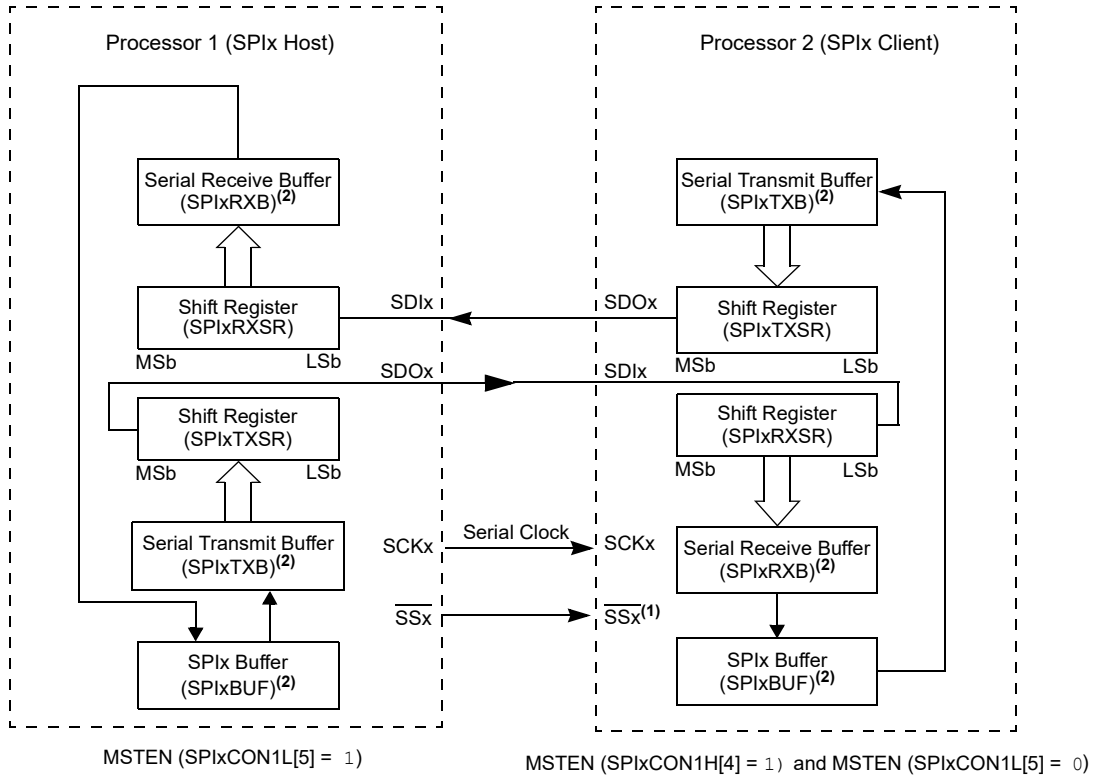 Processor 1 (SPIx Host)
Serial Receive Buffer
(SPIxRXB)(2)
Shift Register
(SPIxRXSR)
MSb
LSb
SDIx
SDOx
Shift Register
(SPIxTXSR)
MSb
LSb
Serial Transmit Buffer
(SPIxTXB)(2)
SPIx Buffer
(SPIxBUF)(2)
SCKx
Serial Clock
SSx
MSTEN (SPIxCON1L[5] = 1)
Processor 2 (SPIx Client)
Serial Transmit Buffer
(SPIxTXB)(2)
SDOx
Shift Register
(SPIxTXSR)
MSb
LSb
SDIx
Shift Register
(SPIxRXSR)
MSb
LSb
SCKx
Serial Receive Buffer
(SPIxRXB)(2)
SSx(1)
SPIx Buffer
(SPIxBUF)(2)
MSTEN (SPIxCON1H[4] = 1) and MSTEN (SPIxCON1L[5] = 0)